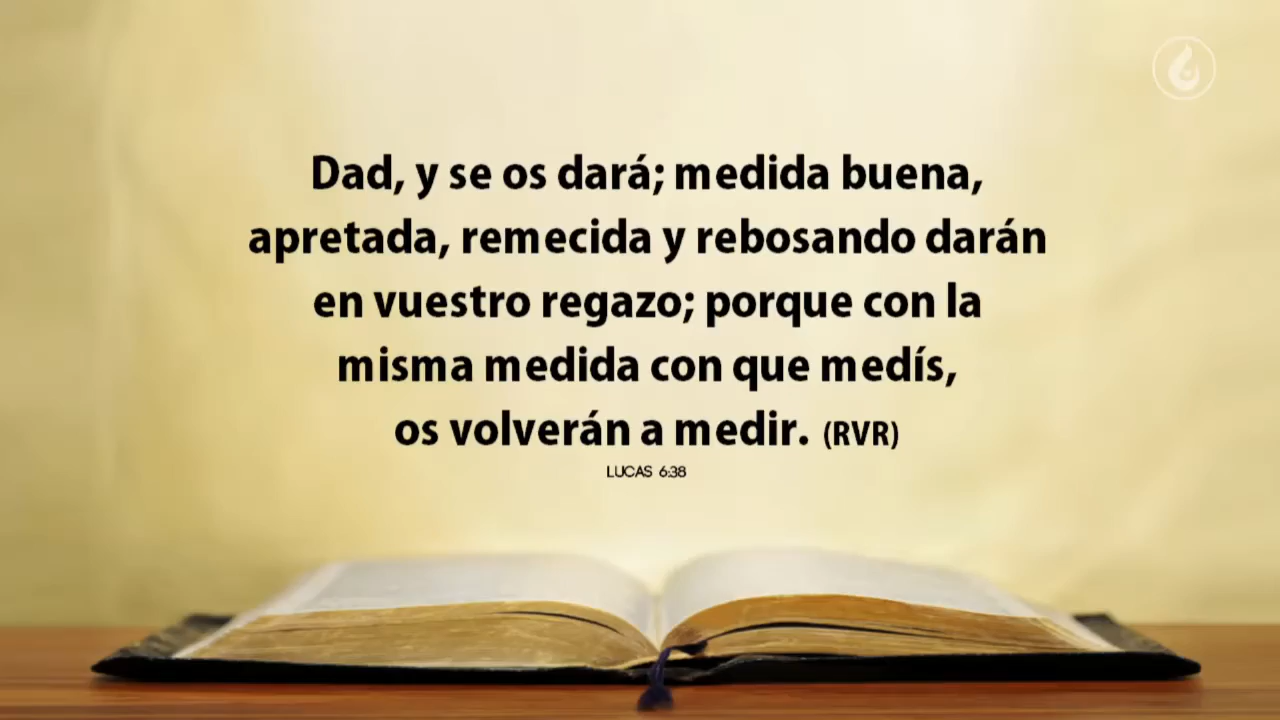 Dad, y se os dará; medida buena,
apretada, remecida y rebosando darán
en vuestro regazo; porque con la
misma medida con que medís,
os volverán a medir. (RVR)
LUCAS 6:38